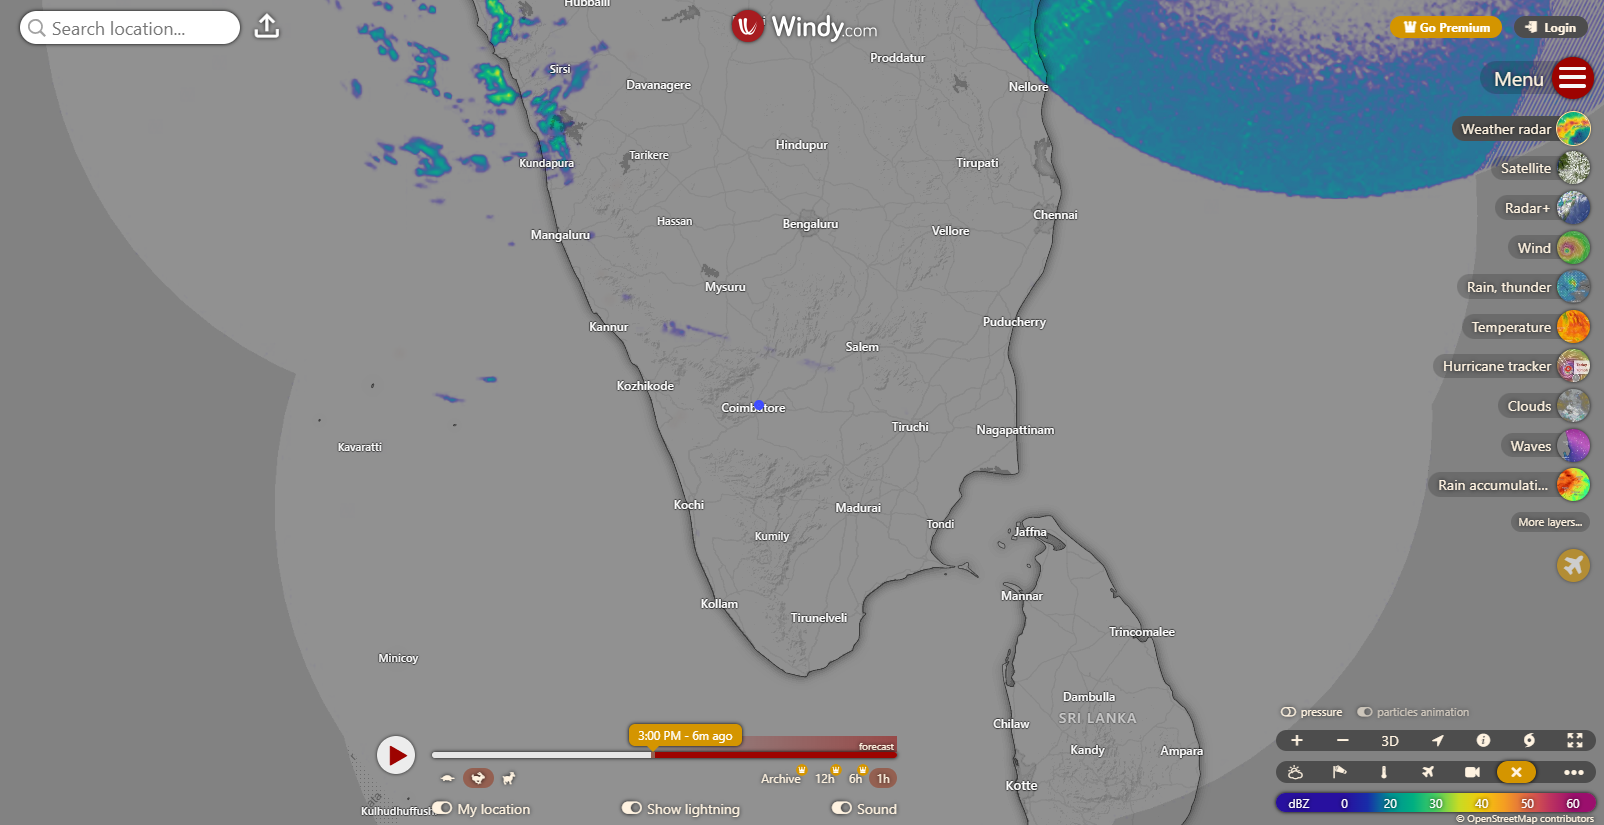 Search location...
Windy.com
Go Premium
Login
Menu
Weather radar
Satellite
Radar+
Wind
Rain, thunder
Temperature
Hurricane tracker
Clouds
Waves
Rain accumulati...
More layers...
Hubballi
Proddatur
Sirsi
Davanagere
Nellore
Hindupur
Tarikere
Kundapura
Tirupati
Hassan
Bengaluru
Chennai
Mangaluru
Vellore
Mysuru
Kannur
Puducherry
Salem
Kozhikode
Coimbatore
Tiruchi
Nagapattinam
Kavaratti
Kochi
Madurai
Tondi
Kumily
Jaffna
Mannar
Kollam
Tirunelveli
Trincomalee
Minicoy
Dambulla
Chilaw
SRI LANKA
Kandy
Ampara
Kotte
Kulhudhuffush
3:00 PM - 6m ago
forecast
Archive 12h 6h 1h
My location
Show lightning
Sound
pressure
particles animation
+ − 3D
dBZ 0 20 30 40 50 60
© OpenStreetMap contributors